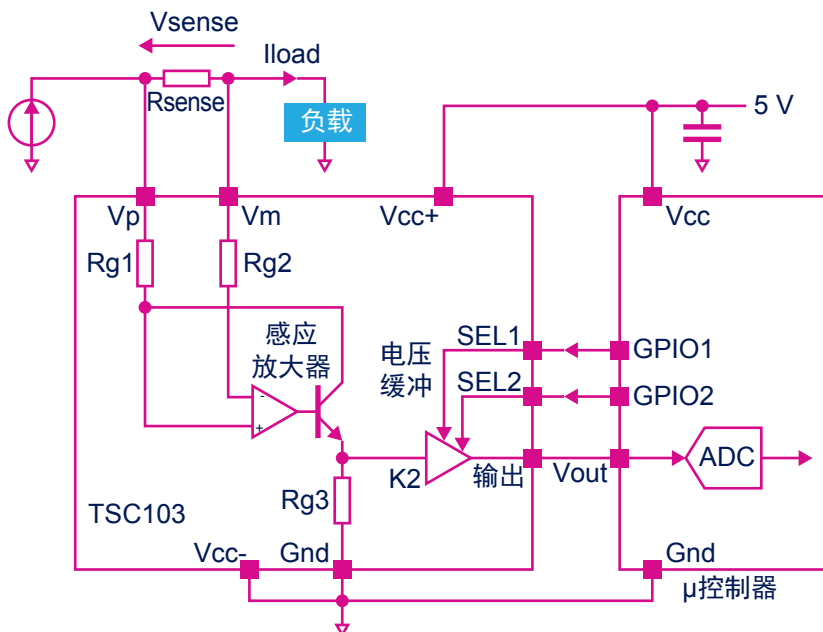 Vsense
Iload
Rsense
负载
5 V
Vp
Vm
Vcc+
Vcc
Rg1
Rg2
感应
放大器
电压
缓冲
SEL1
GPIO1
SEL2
GPIO2
-
+
K2
输出
Vout
ADC
Rg3
TSC103
Vcc-
Gnd
Gnd
μ控制器